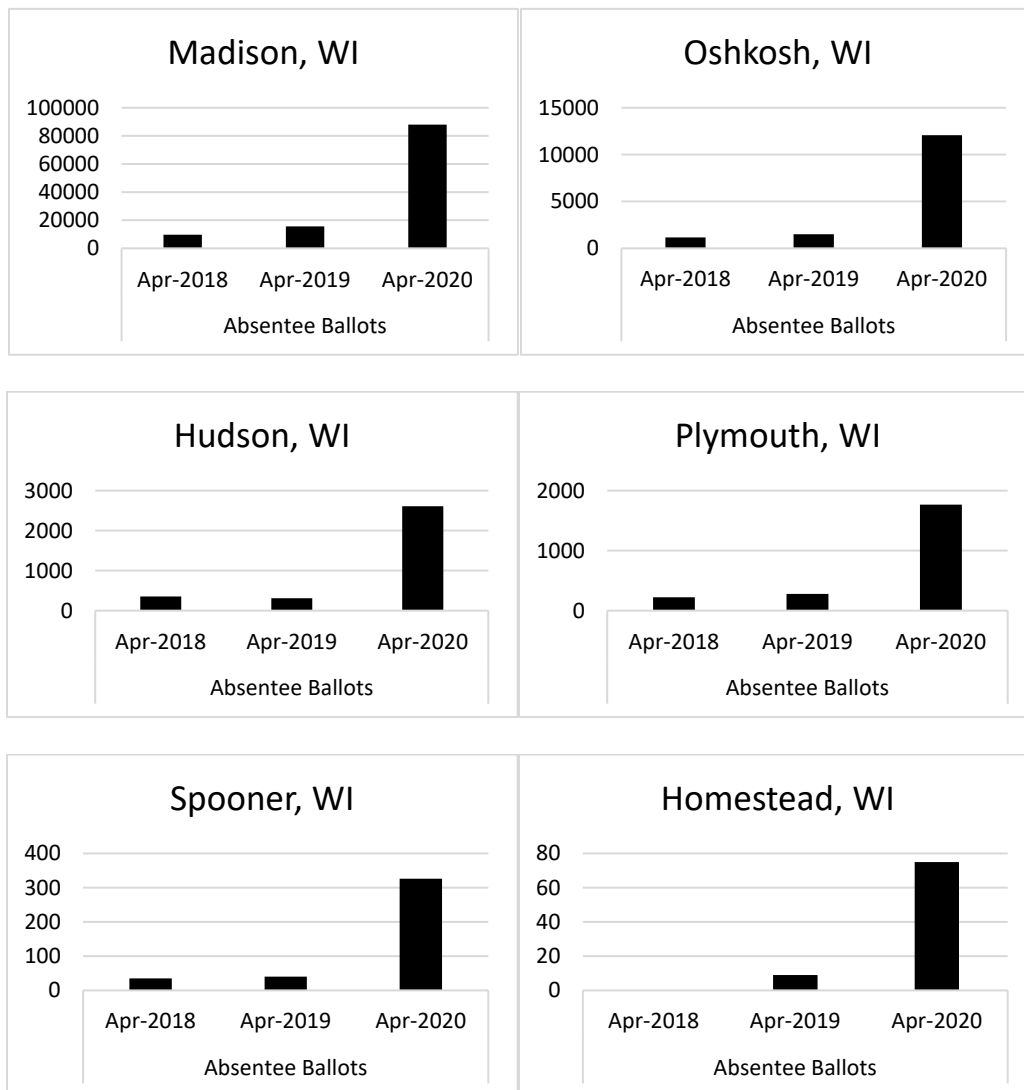 Madison, WI
100000
80000
60000
40000
20000
0
Apr-2018 Apr-2019 Apr-2020
Absentee Ballots
Oshkosh, WI
15000
10000
5000
0
Apr-2018 Apr-2019 Apr-2020
Absentee Ballots
Hudson, WI
3000
2000
1000
0
Apr-2018 Apr-2019 Apr-2020
Absentee Ballots
Plymouth, WI
2000
1000
0
Apr-2018 Apr-2019 Apr-2020
Absentee Ballots
Spooner, WI
400
300
200
100
0
Apr-2018 Apr-2019 Apr-2020
Absentee Ballots
Homestead, WI
80
60
40
20
0
Apr-2018 Apr-2019 Apr-2020
Absentee Ballots